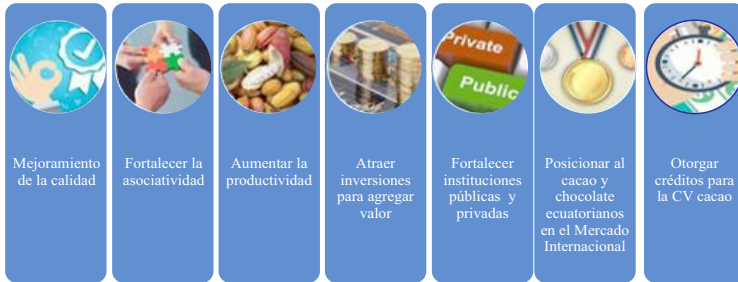 Mejoramiento
de la calidad
Fortalecer la
asociatividad
Aumentar la
productividad
Atraer
inversiones
para agregar
valor
Private
Public
Fortalecer
instituciones
públicas y
privadas
Posicionar al
cacao y
chocolate
ecuatorianos
en el Mercado
Internacional
Otorgar
créditos para
la CV cacao